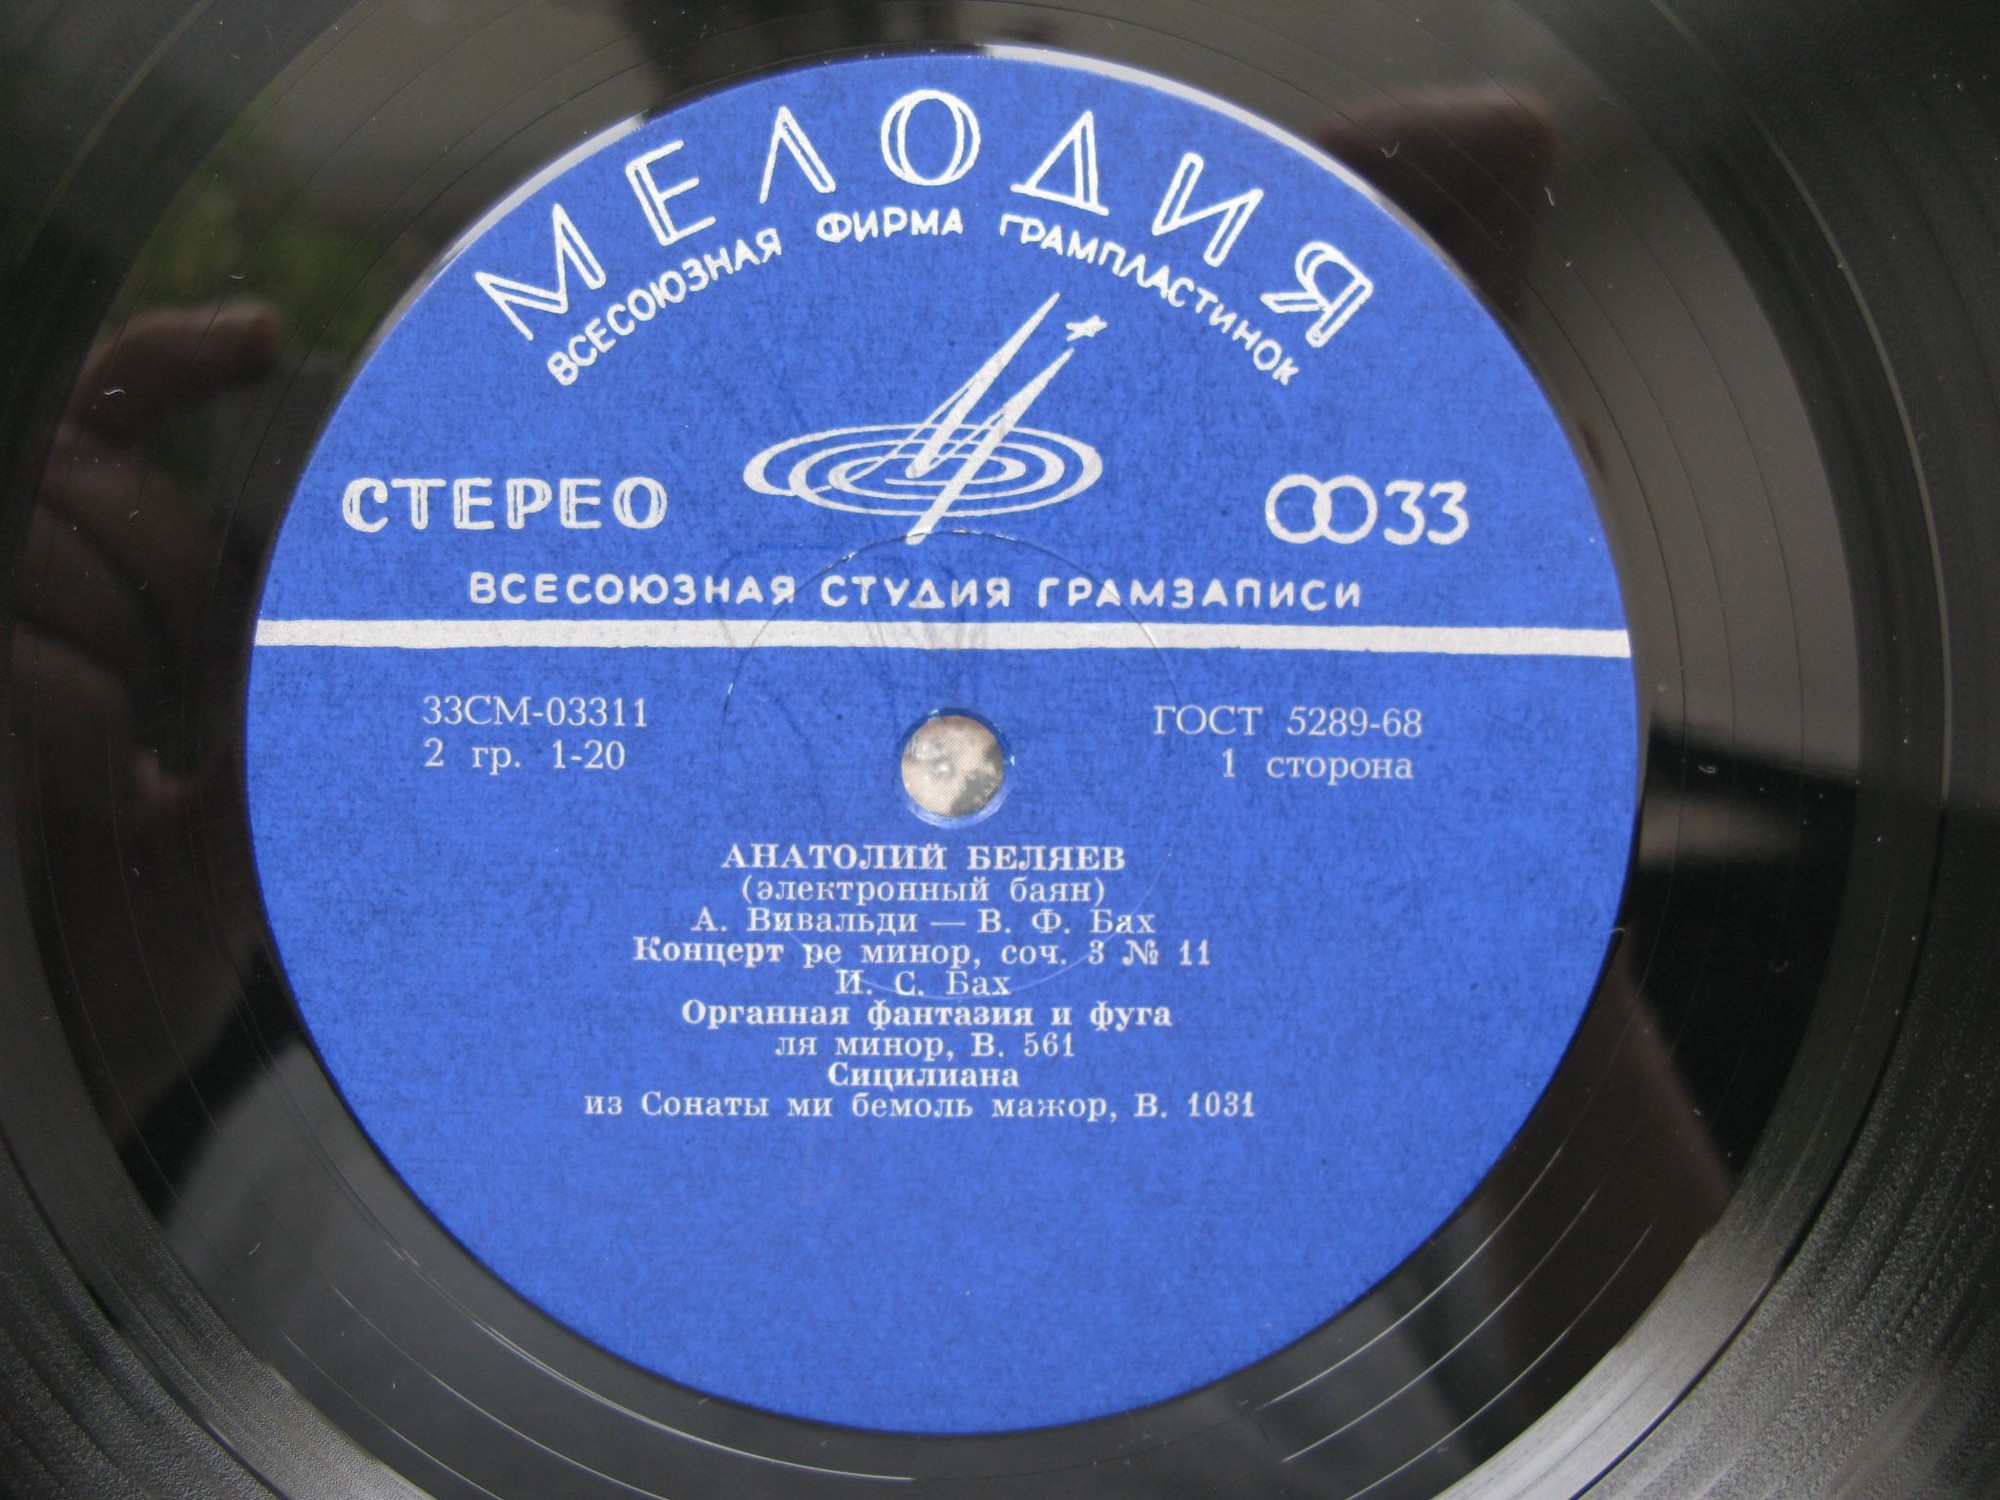 МЕЛОДИЯ
ВСЕСОЮЗНАЯ ФИРМА ГРАМПЛАСТИНОК
СТЕРЕО
33
ВСЕСОЮЗНАЯ СТУДИЯ ГРАМЗАПИСИ
33СМ-03311
ГОСТ 5289-68
2 гр. 1-20
1 сторона
АНАТОЛИЙ БЕЛЯЕВ
(электронный баян)
А. Вивальди — В. Ф. Бах
Концерт ре минор, соч. 3 № 11
И. С. Бах
Органная фантазия и фуга
ля минор, В. 561
Сицилиана
из Сонаты ми бемоль мажор, В. 1031